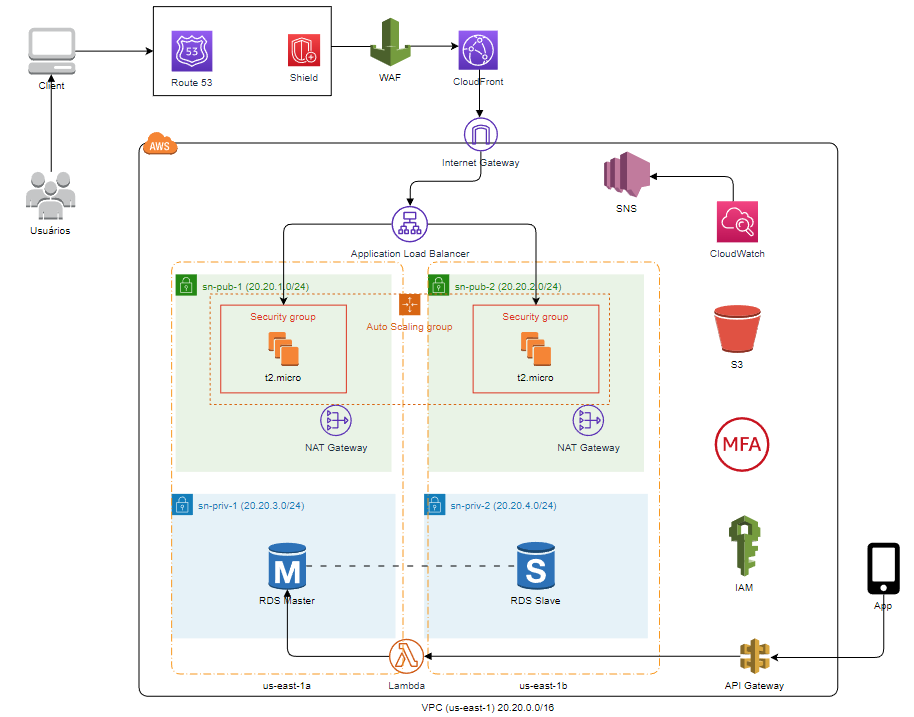 53
Route 53
Shield
WAF
CloudFront
Client
AWS
Internet Gateway
Usuários
SNS
CloudWatch
Application Load Balancer
sn-pub-1 (20.20.1.0/24)
sn-pub-2 (20.20.2.0/24)
Security group
t2.micro
Auto Scaling group
Security group
t2.micro
S3
NAT Gateway
NAT Gateway
MFA
sn-priv-1 (20.20.3.0/24)
sn-priv-2 (20.20.4.0/24)
M
RDS Master
S
RDS Slave
IAM
App
us-east-1a
Lambda
us-east-1b
API Gateway
VPC (us-east-1) 20.20.0.0/16